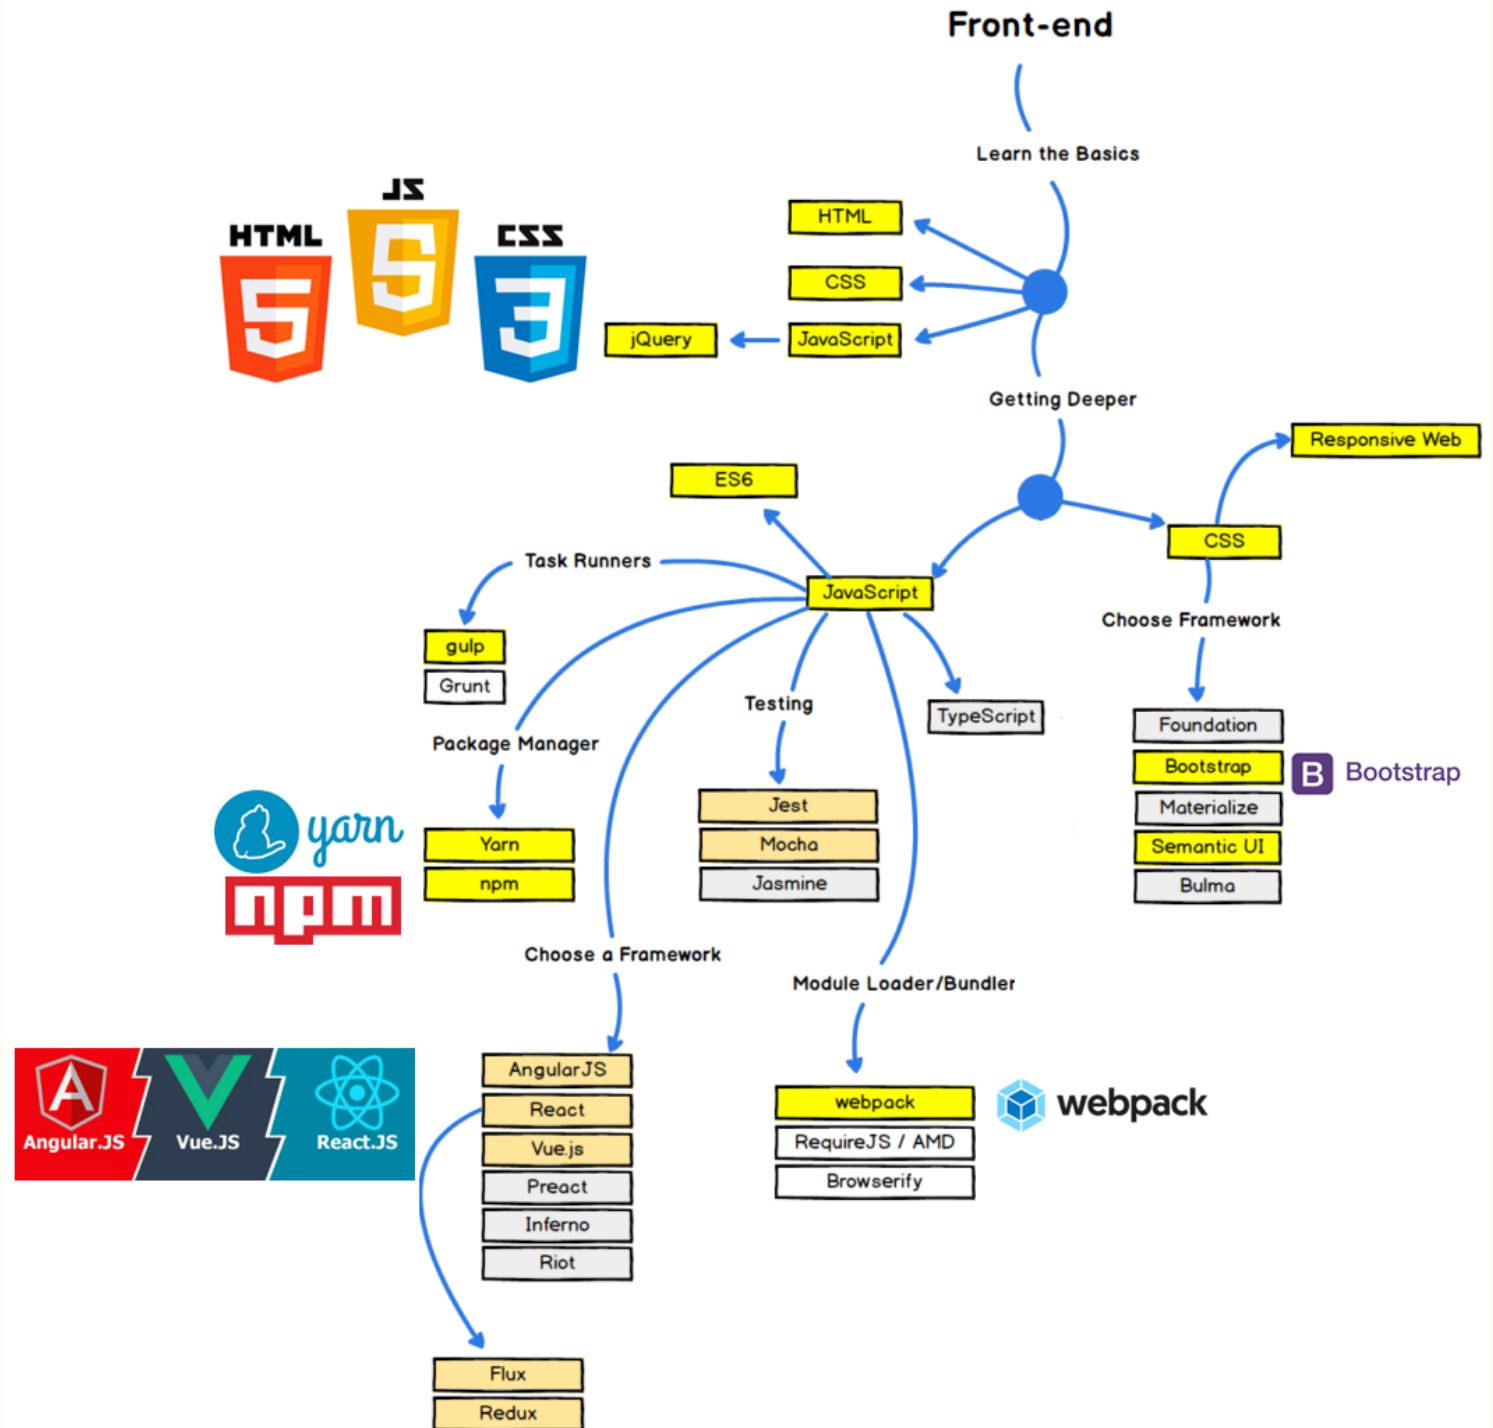 Front-end
Learn the Basics
JS
HTML
CSS
HTML
CSS
jQuery
JavaScript
Getting Deeper
Responsive Web
ES6
CSS
Task Runners
JavaScript
Choose Framework
gulp
Grunt
Testing
TypeScript
Package Manager
Foundation
Bootstrap
B Bootstrap
Materialize
Semantic UI
Bulma
Jest
Mocha
Jasmine
yarn
npm
Yarn
npm
Choose a Framework
Module Loader/Bundler
A
Angular.JS
Vue.JS
React.JS
AngularJS
React
Vue.js
Preact
Inferno
Riot
webpack
RequireJS / AMD
Browserify
webpack
Flux
Redux